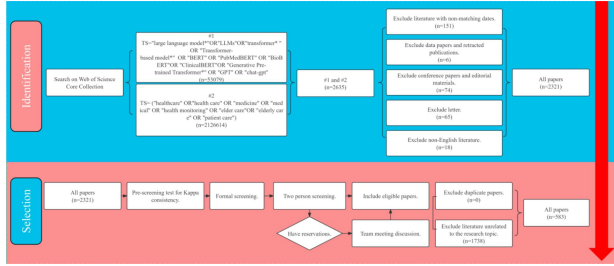 Identification
Search on Web of Science
Core Collection
#1
TS="large language model*"OR"LLMs"OR"transformer* "
OR "Transformer-
based model*" OR "BERT" OR "PubMedBERT" OR "BioB
ERT"OR "ClinicalBERT"OR "Generative Pre-
trained Transformer*" OR "GPT" OR "chat-gpt"
(n=53079)
#2
TS= ("healthcare" OR"health care" OR "medicine" OR "med
ical" OR "health monitoring" OR "elder care"OR "elderly car
e" OR "patient care")
(n=2126614)
#1 and #2
(n=2635)
Exclude literature with non-matching dates.
(n=151)
Exclude data papers and retracted
publications.
(n=6)
Exclude conference papers and editorial
materials.
(n=74)
Exclude letter.
(n=65)
Exclude non-English literature.
(n=18)
All papers
(n=2321)
Selection
All papers
(n=2321)
Pre-screening test for Kappa
consistency.
Formal screening.
Two person screening.
Have reservations.
Team meeting discussion.
Include eligible papers.
Exclude duplicate papers.
(n=0)
Exclude literature unrelated
to the research topic.
(n=1738)
All papers
(n=583)